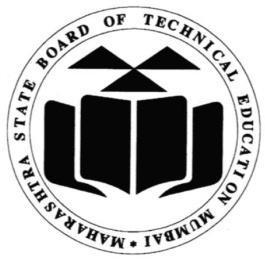 MAHARASHTRA STATE BOARD OF TECHNICAL EDUCATION MUMBAI *